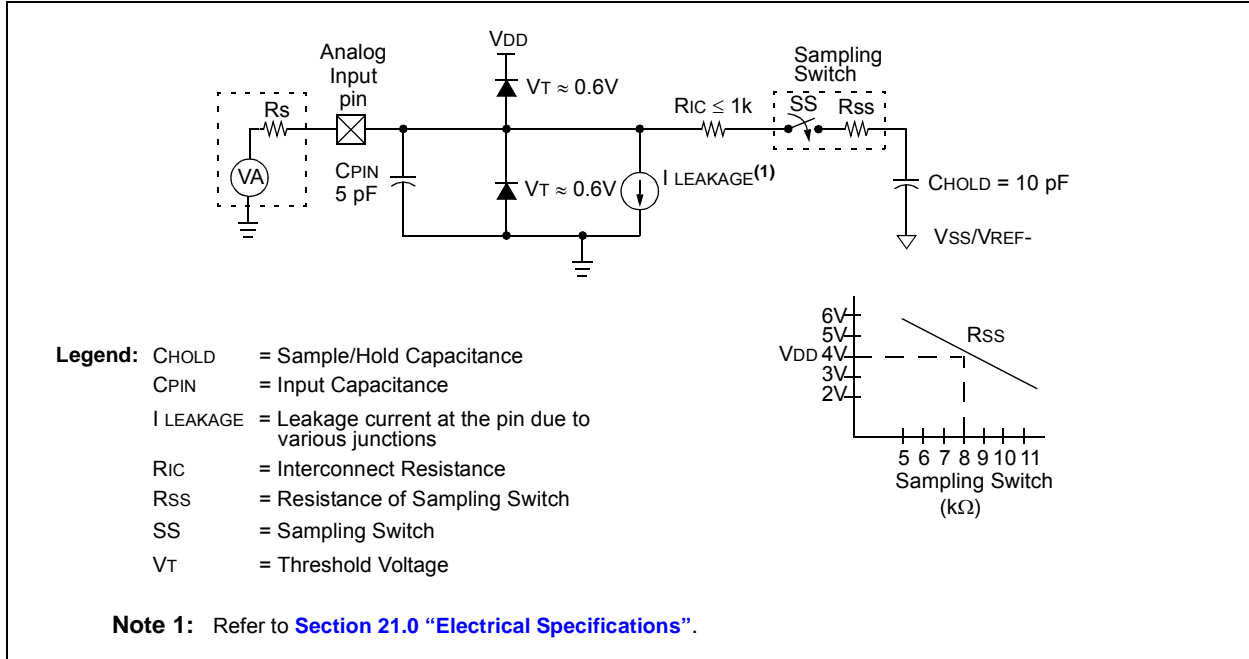 VDD
Analog
Input
pin
Sampling
Switch
VT ≈ 0.6V
Rs
RIC ≤ 1k
SS
Rss
VA
CPIN
5 pF
VT ≈ 0.6V
I LEAKAGE(1)
CHOLD = 10 pF
VSS/VREF-
6V
5V
VDD 4V
3V
2V
RSS
5 6 7 8 9 10 11
Sampling Switch
(kΩ)
Legend: CHOLD = Sample/Hold Capacitance
CPIN = Input Capacitance
I LEAKAGE = Leakage current at the pin due to
various junctions
RIC = Interconnect Resistance
RSS = Resistance of Sampling Switch
SS = Sampling Switch
VT = Threshold Voltage
Note 1: Refer to Section 21.0 “Electrical Specifications”.